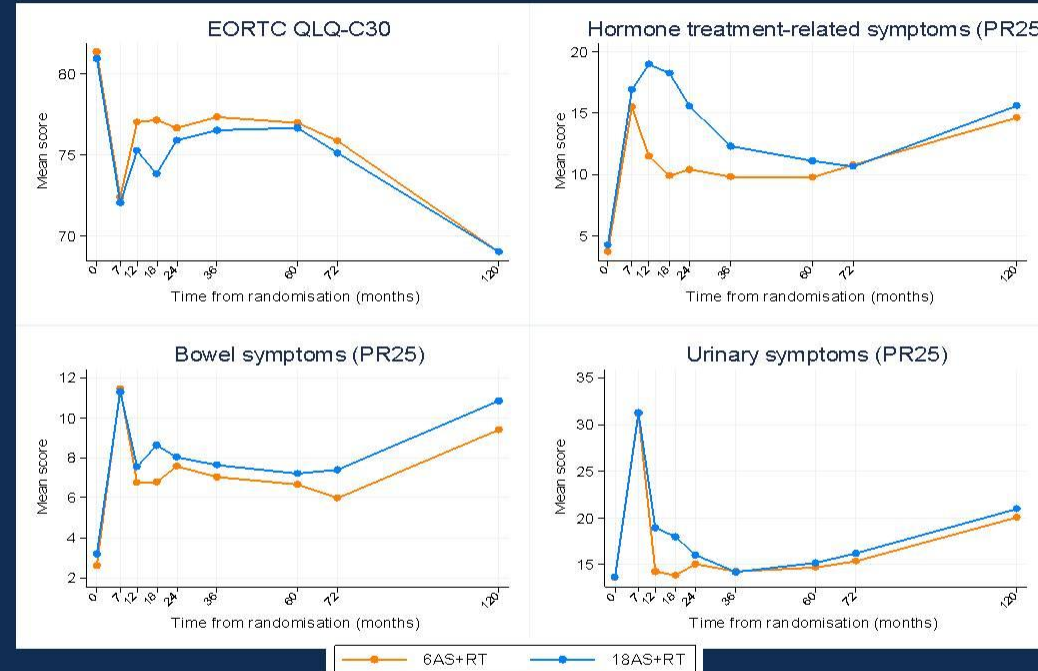 EORTC QLQ-C30
Mean score
80
75
70
0 7 12 18 24 36 60 72 120
Time from randomisation (months)
Hormone treatment-related symptoms (PR25
Mean score
20
15
10
5
0 7 12 18 24 36 60 72 120
Time from randomisation (months)
Bowel symptoms (PR25)
Mean score
12
10
8
6
4
2
0 7 12 18 24 36 60 72 120
Time from randomisation (months)
Urinary symptoms (PR25)
Mean score
35
30
25
20
15
0 7 12 18 24 36 60 72 120
Time from randomisation (months)
6AS+RT 18AS+RT